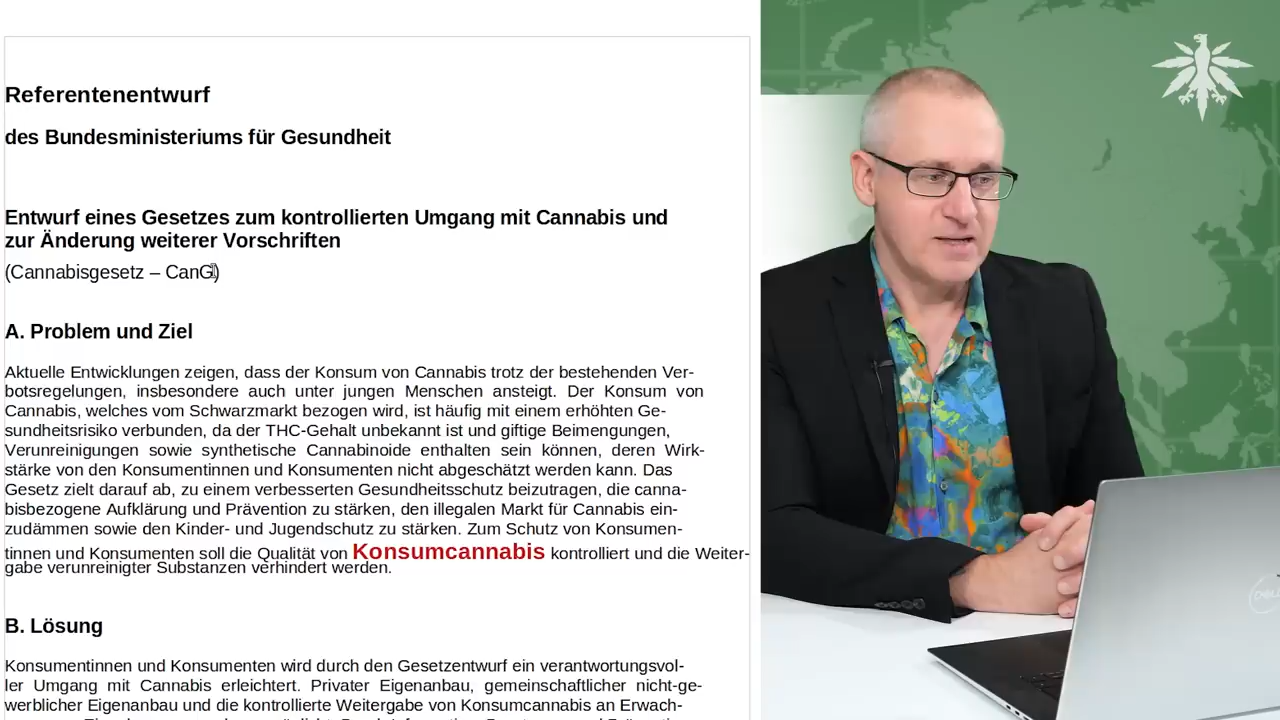 Referentenentwurf
des Bundesministeriums für Gesundheit
Entwurf eines Gesetzes zum kontrollierten Umgang mit Cannabis und
zur Änderung weiterer Vorschriften
(Cannabisgesetz – CanG)
A. Problem und Ziel
Aktuelle Entwicklungen zeigen, dass der Konsum von Cannabis trotz der bestehenden Ver-
botsregelungen, insbesondere auch unter jungen Menschen ansteigt. Der Konsum von
Cannabis, welches vom Schwarzmarkt bezogen wird, ist häufig mit einem erhöhten Ge-
sundheitsrisiko verbunden, da der THC-Gehalt unbekannt ist und giftige Beimengungen,
Verunreinigungen sowie synthetische Cannabinoide enthalten sein können, deren Wirk-
stärke von den Konsumentinnen und Konsumenten nicht abgeschätzt werden kann. Das
Gesetz zielt darauf ab, zu einem verbesserten Gesundheitsschutz beizutragen, die canna-
bisbezogene Aufklärung und Prävention zu stärken, den illegalen Markt für Cannabis ein-
zudämmen sowie den Kinder- und Jugendschutz zu stärken. Zum Schutz von Konsumen-
tinnen und Konsumenten soll die Qualität von Konsumcannabis kontrolliert und die Weiter-
gabe verunreinigter Substanzen verhindert werden.
B. Lösung
Konsumentinnen und Konsumenten wird durch den Gesetzentwurf ein verantwortungsvol-
ler Umgang mit Cannabis erleichtert. Privater Eigenanbau, gemeinschaftlicher nicht-ge-
werblicher Eigenanbau und die kontrollierte Weitergabe von Konsumcannabis an Erwach-